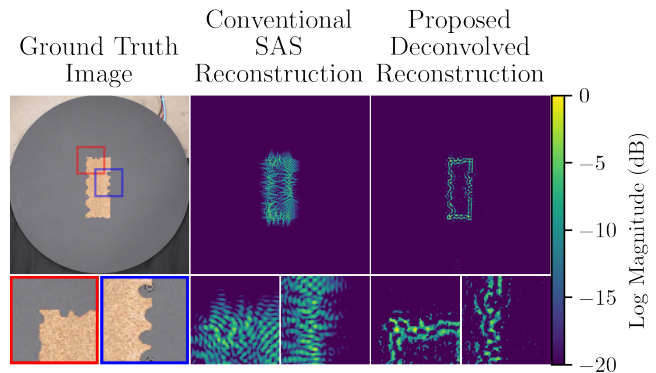 Ground Truth
Image
Conventional
SAS
Reconstruction
Proposed
Deconvolved
Reconstruction
0
−5
−10
−15
−20
Log Magnitude (dB)